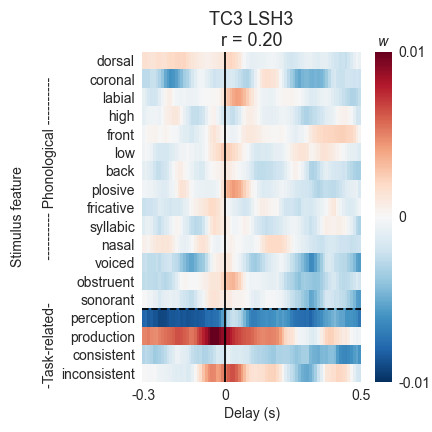 TC3 LSH3
r = 0.20
w
Stimulus feature
---------- Phonological ----------
-Task-related-
dorsal
coronal
labial
high
front
low
back
plosive
fricative
syllabic
nasal
voiced
obstruent
sonorant
perception
production
consistent
inconsistent
0.01
0
-0.01
-0.3
0
0.5
Delay (s)